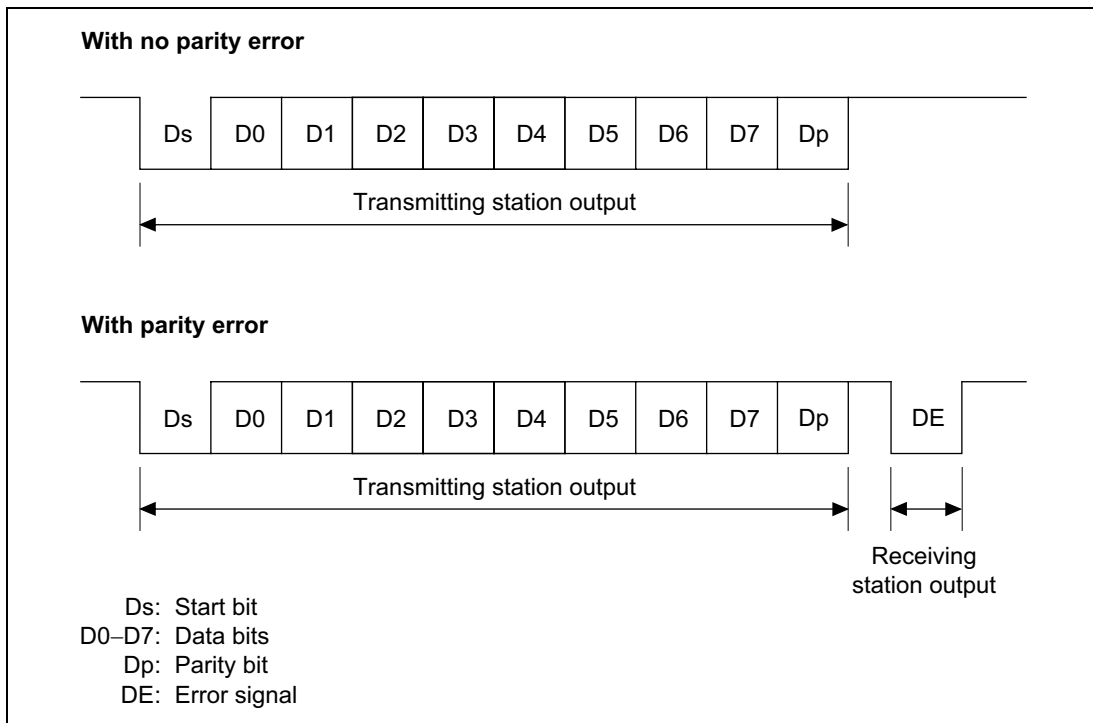 With no parity error
Ds D0 D1 D2 D3 D4 D5 D6 D7 Dp
Transmitting station output
With parity error
Ds D0 D1 D2 D3 D4 D5 D6 D7 Dp DE
Transmitting station output
Receiving
station output
Ds: Start bit
D0–D7: Data bits
Dp: Parity bit
DE: Error signal